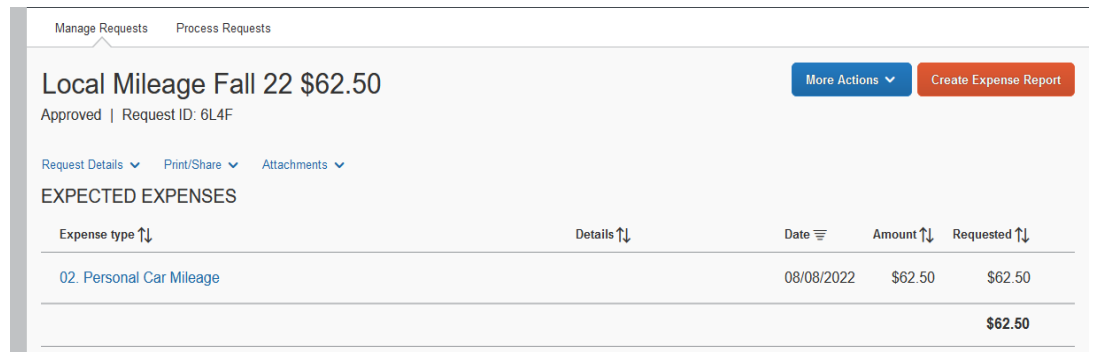 Manage Requests Process Requests
Local Mileage Fall 22 $62.50
More Actions Create Expense Report
Approved | Request ID: 6L4F
Request Details Print/Share Attachments
EXPECTED EXPENSES
Expense type Details Date Amount Requested
02. Personal Car Mileage 08/08/2022 $62.50 $62.50
$62.50